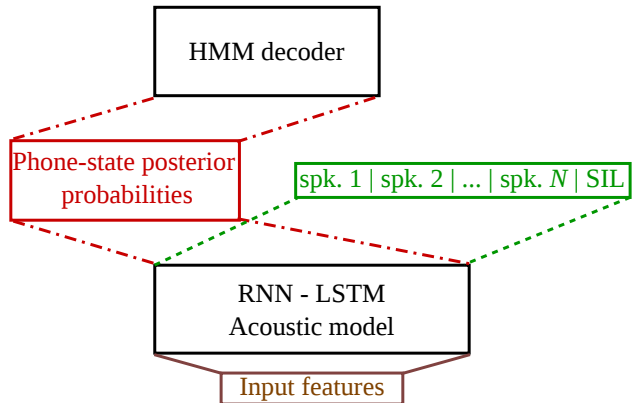 HMM decoder
Phone-state posterior
probabilities
spk. 1 | spk. 2 | ... | spk. N | SIL
RNN - LSTM
Acoustic model
Input features